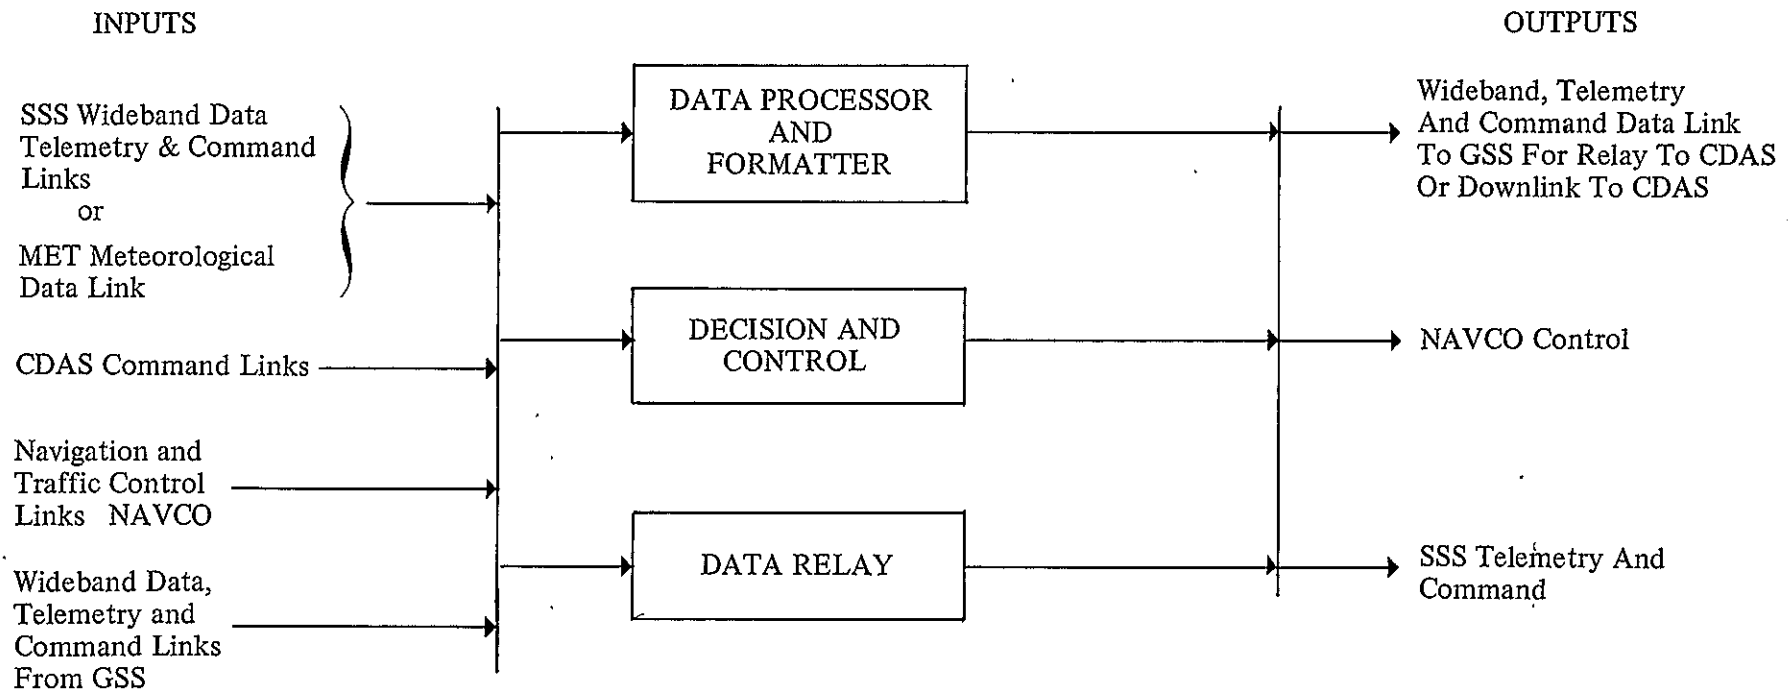 INPUTS
OUTPUTS
SSS Wideband Data
Telemetry & Command
Links
or
MET Meteorological
Data Link
CDAS Command Links
Navigation and
Traffic Control
Links NAVCO
Wideband Data,
Telemetry and
Command Links
From GSS
DATA PROCESSOR
AND
FORMATTER
DECISION AND
CONTROL
DATA RELAY
Wideband, Telemetry
And Command Data Link
To GSS For Relay To CDAS
Or Downlink To CDAS
NAVCO Control
SSS Telemetry And
Command